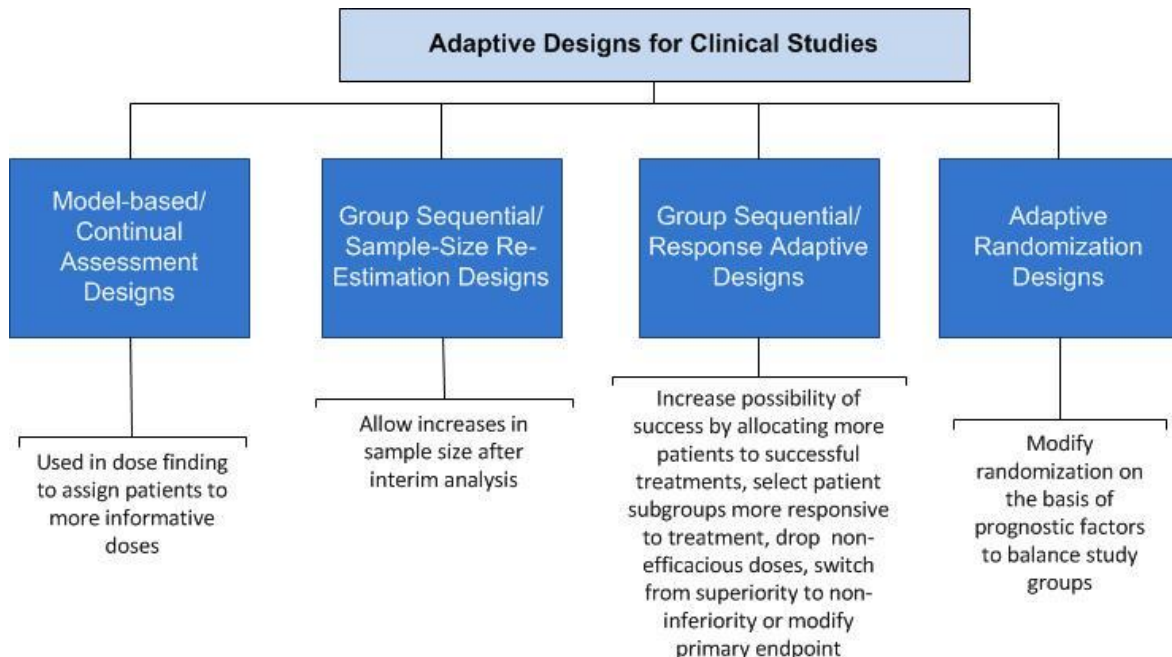 Adaptive Designs for Clinical Studies
Model-based/
Continual
Assessment
Designs
Group Sequential/
Sample-Size Re-
Estimation Designs
Group Sequential/
Response Adaptive
Designs
Adaptive
Randomization
Designs
Used in dose finding
to assign patients to
more informative
doses
Allow increases in
sample size after
interim analysis
Increase possibility of
success by allocating more
patients to successful
treatments, select patient
subgroups more responsive
to treatment, drop non-
efficacious doses, switch
from superiority to non-
inferiority or modify
primary endpoint
Modify
randomization on
the basis of
prognostic factors
to balance study
groups